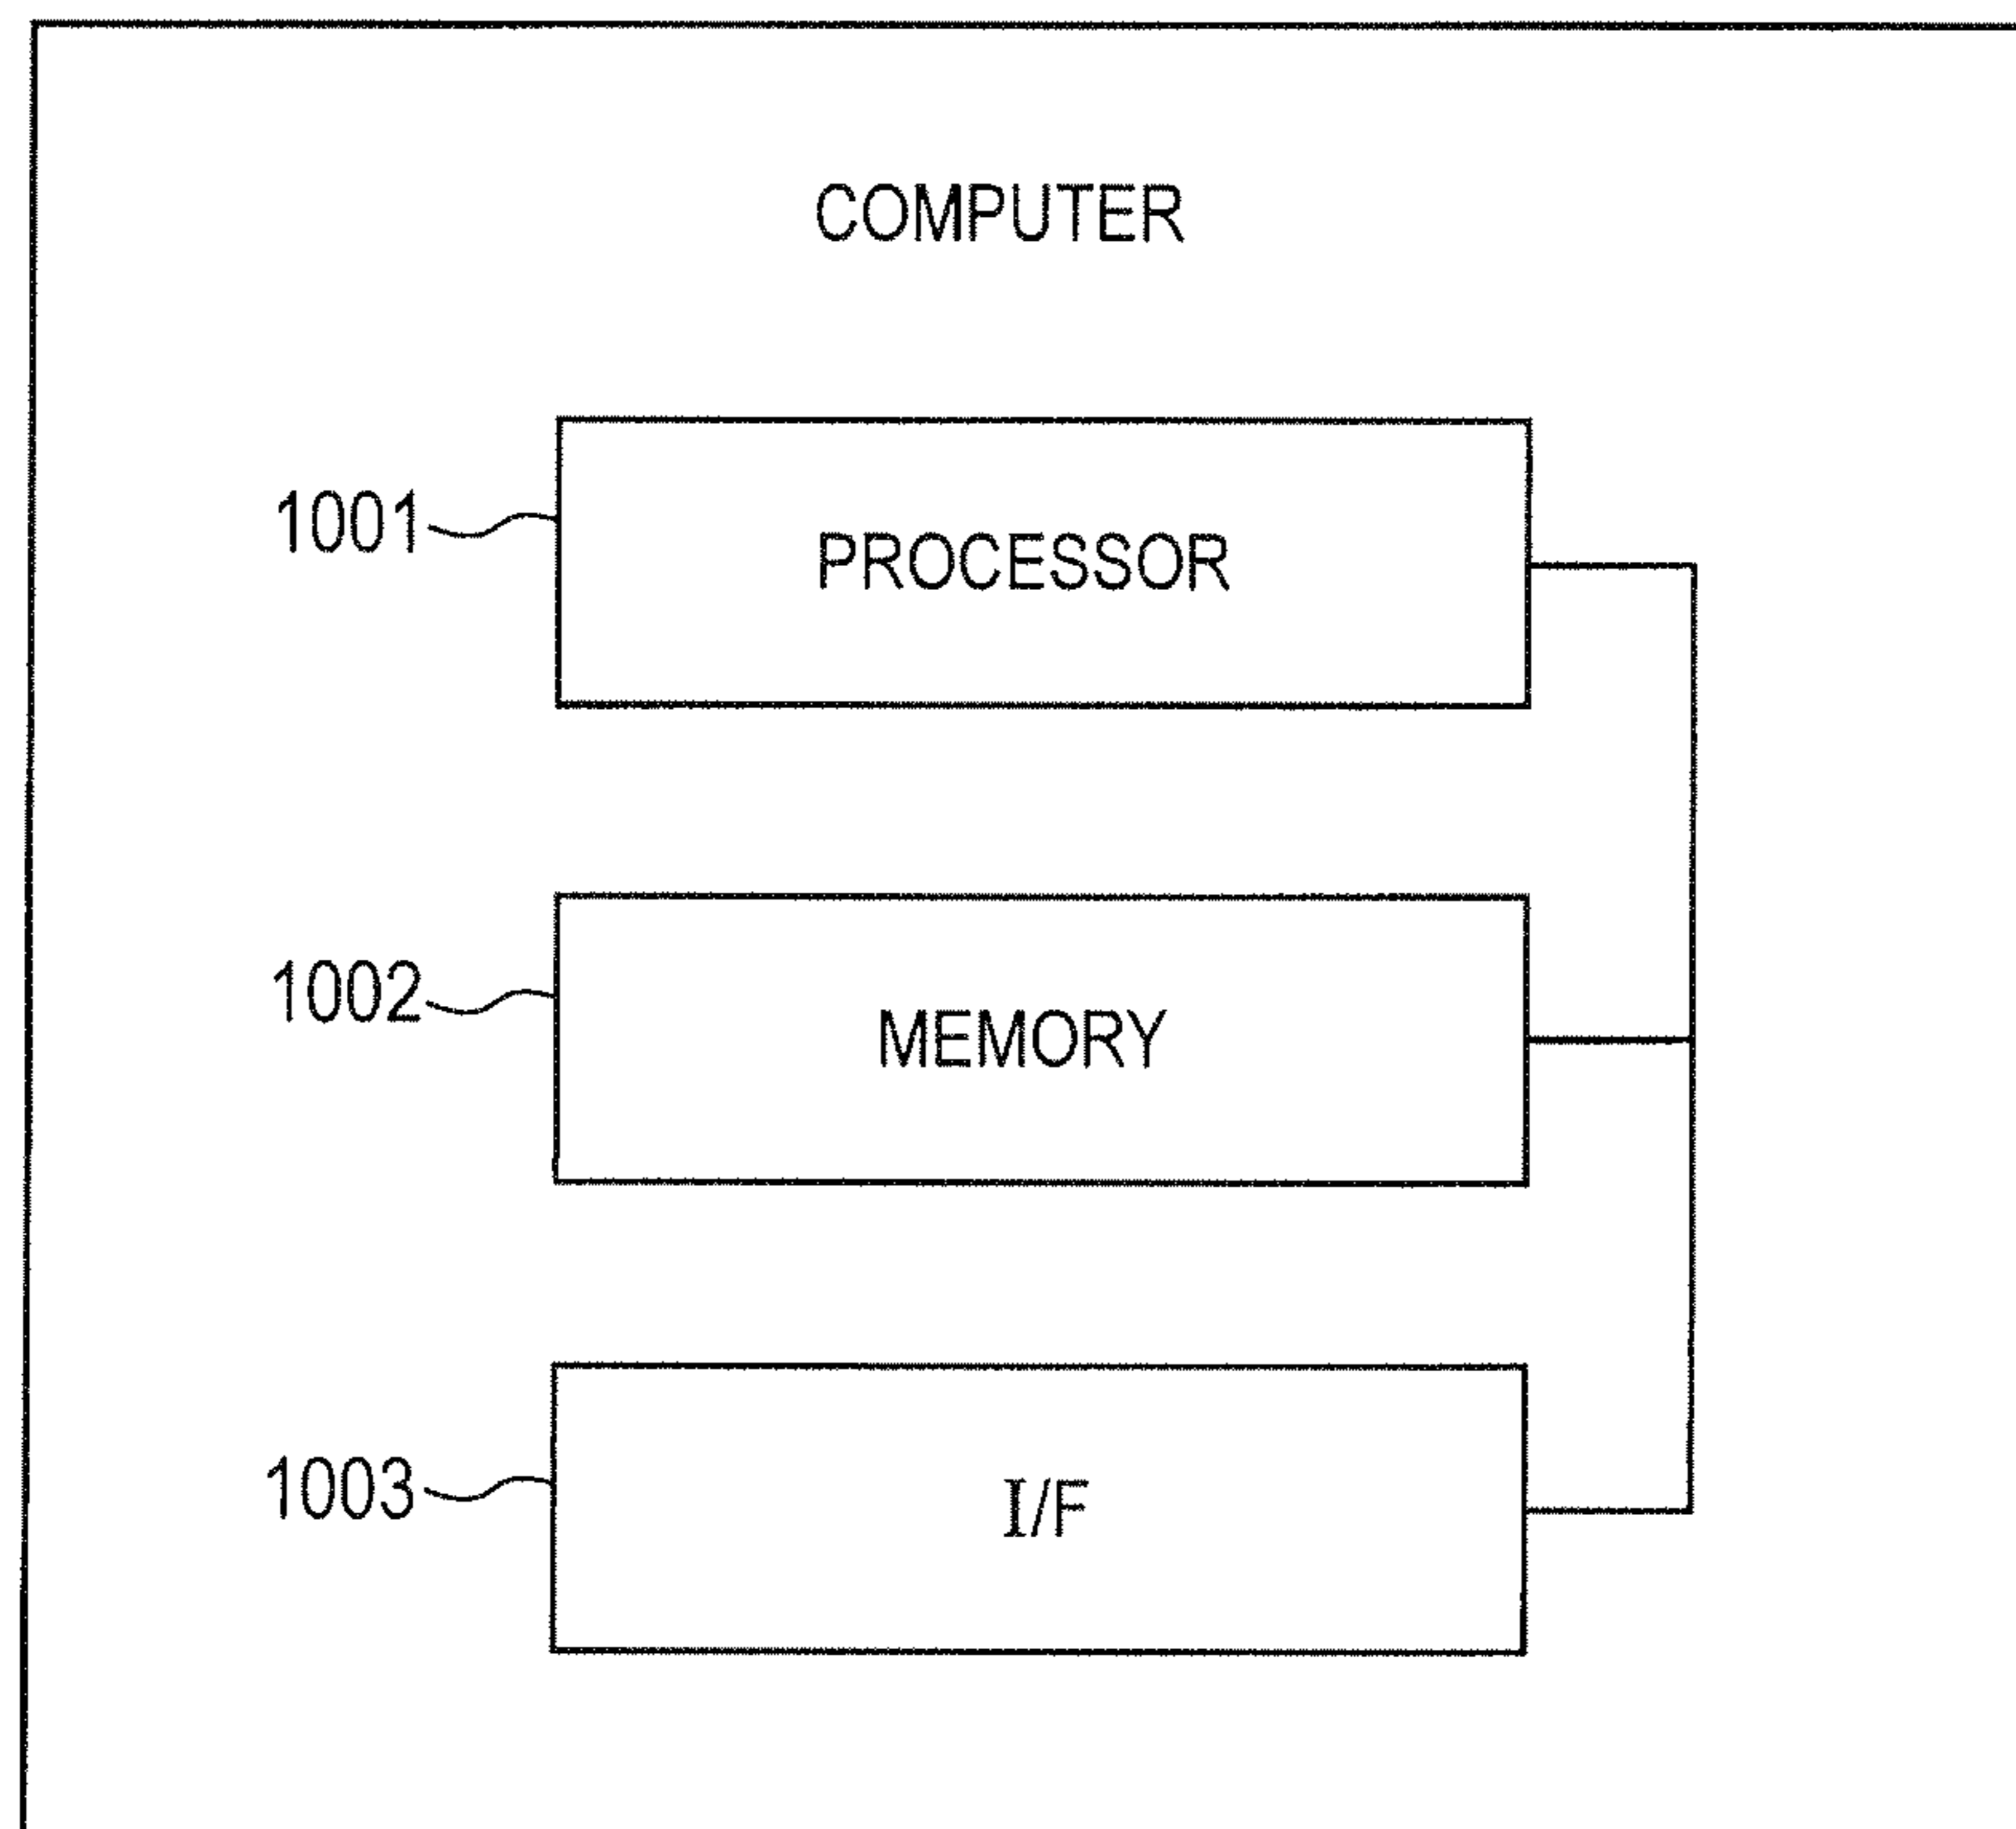 COMPUTER
1001
PROCESSOR
1002
MEMORY
1003
I/F